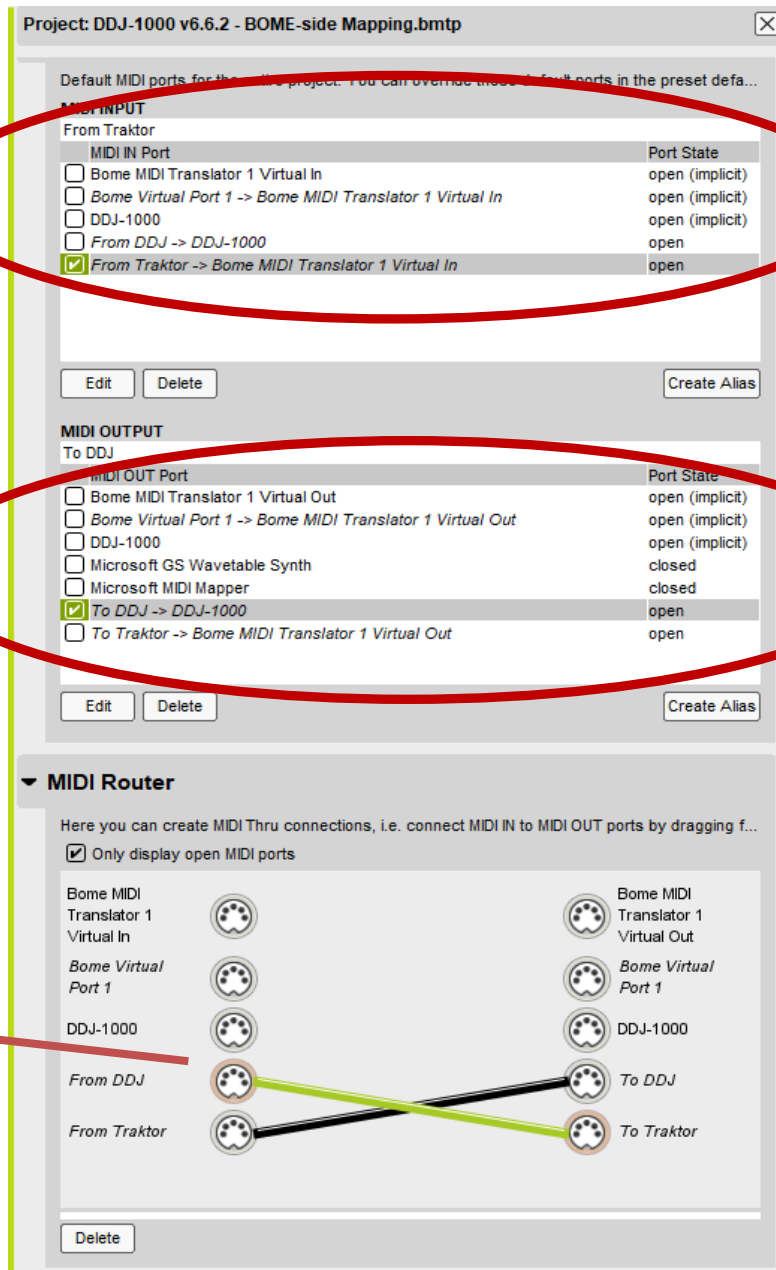 Project: DDJ-1000 v6.6.2 - BOME-side Mapping.bmtp
Default MIDI ports for the entire project. You can override these default ports in the preset defa...
MIDI INPUT
From Traktor
MIDI IN Port Port State
Bome MIDI Translator 1 Virtual In open (implicit)
Bome Virtual Port 1 -> Bome MIDI Translator 1 Virtual In open (implicit)
DDJ-1000 open (implicit)
From DDJ -> DDJ-1000 open
From Traktor -> Bome MIDI Translator 1 Virtual In open
Edit Delete Create Alias
MIDI OUTPUT
To DDJ
MIDI OUT Port Port State
Bome MIDI Translator 1 Virtual Out open (implicit)
Bome Virtual Port 1 -> Bome MIDI Translator 1 Virtual Out open (implicit)
DDJ-1000 open (implicit)
Microsoft GS Wavetable Synth closed
Microsoft MIDI Mapper closed
To DDJ -> DDJ-1000 open
To Traktor -> Bome MIDI Translator 1 Virtual Out open
Edit Delete Create Alias
MIDI Router
Here you can create MIDI Thru connections, i.e. connect MIDI IN to MIDI OUT ports by dragging f...
Only display open MIDI ports
Bome MIDI
Translator 1
Virtual In
Bome MIDI
Translator 1
Virtual Out
Bome Virtual
Port 1
Bome Virtual
Port 1
DDJ-1000 DDJ-1000
From DDJ To DDJ
From Traktor To Traktor
Delete